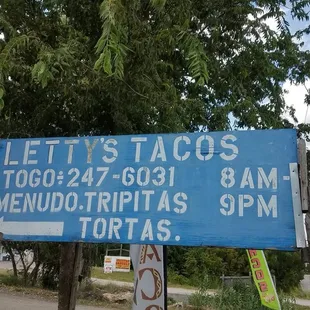 LETTY'S TACOS
TOGO: 247-6031 8AM-
MENUDO. TRIPITAS 9PM
TORTAS.